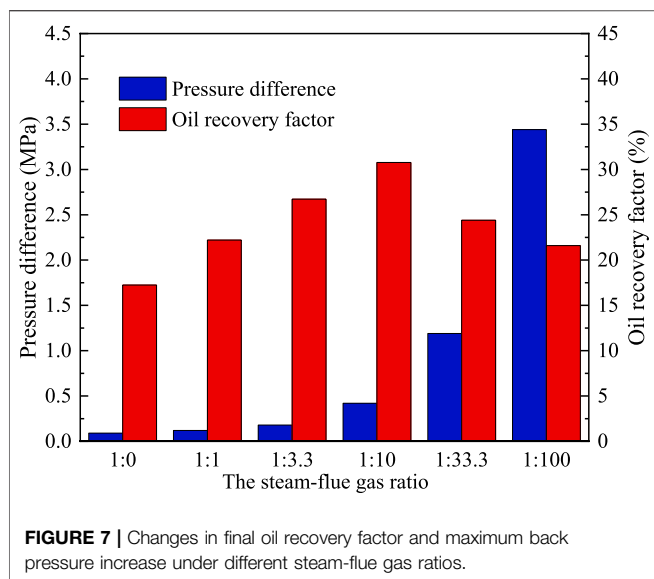 4.5
4.0
3.5
3.0
2.5
2.0
1.5
1.0
0.5
0.0
Pressure difference (MPa)
Pressure difference
Oil recovery factor
45
40
35
30
25
20
15
10
5
0
Oil recovery factor (%)
1:0 1:1 1:3.3 1:10 1:33.3 1:100
The steam-flue gas ratio
FIGURE 7 | Changes in final oil recovery factor and maximum back
pressure increase under different steam-flue gas ratios.